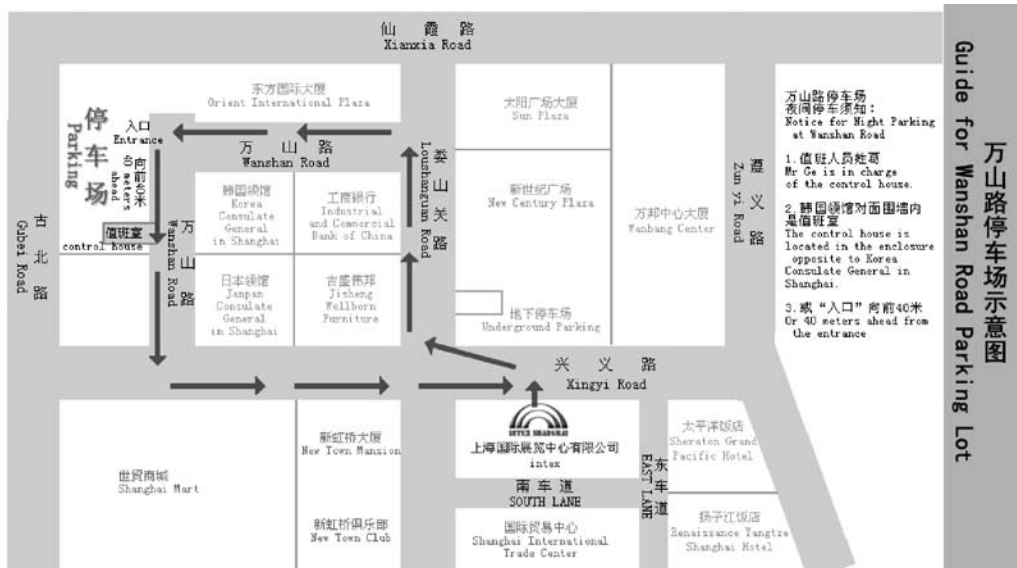 仙霞路
Xianxia Road
东方国际大厦
Orient International Plaza
停车场
Parking
入口
Entrance
向前40米
40 meters
ahead
值班室
control house
万山路
Wanshan Road
万山路
Wanshan Road
古北路
Gubei Road
韩国领馆
Korea
Consulate
General
in Shanghai
工商银行
Industrial
and Commercial
Bank of China
日本领馆
Janpan
Consulate
General
in Shanghai
吉盛伟邦
Jisheng
Wellborn
Furniture
娄山关路
Loushanguan Road
太阳广场大厦
Sun Plaza
新世纪广场
New Century Plaza
地下停车场
Underground Parking
万邦中心大厦
Wanbang Center
遵义路
Zun yi Road
万山路停车场
夜间停车须知：
Notice for Night Parking
at Wanshan Road
1.值班人员姓葛
Mr Ge is in charge
of the control house.
2.韩国领馆对面围墙内
是值班室
The control house is
located in the enclosure
opposite to Korea
Consulate General in
Shanghai.
3.或“入口”向前40米
Or 40 meters ahead from
the entrance
兴义路
Xingyi Road
世贸商城
Shanghai Mart
新虹桥大厦
New Town Mansion
新虹桥俱乐部
New Town Club
INTEX SHANGHAI
上海国际展览中心有限公司
intex
南车道
SOUTH LANE
国际贸易中心
Shanghai International
Trade Center
东车道
EAST LANE
太平洋饭店
Sheraton Grand
Pacific Hotel
扬子江饭店
Renaissance Yangtze
Shanghai Hotel
万山路停车场示意图
Guide for Wanshan Road Parking Lot